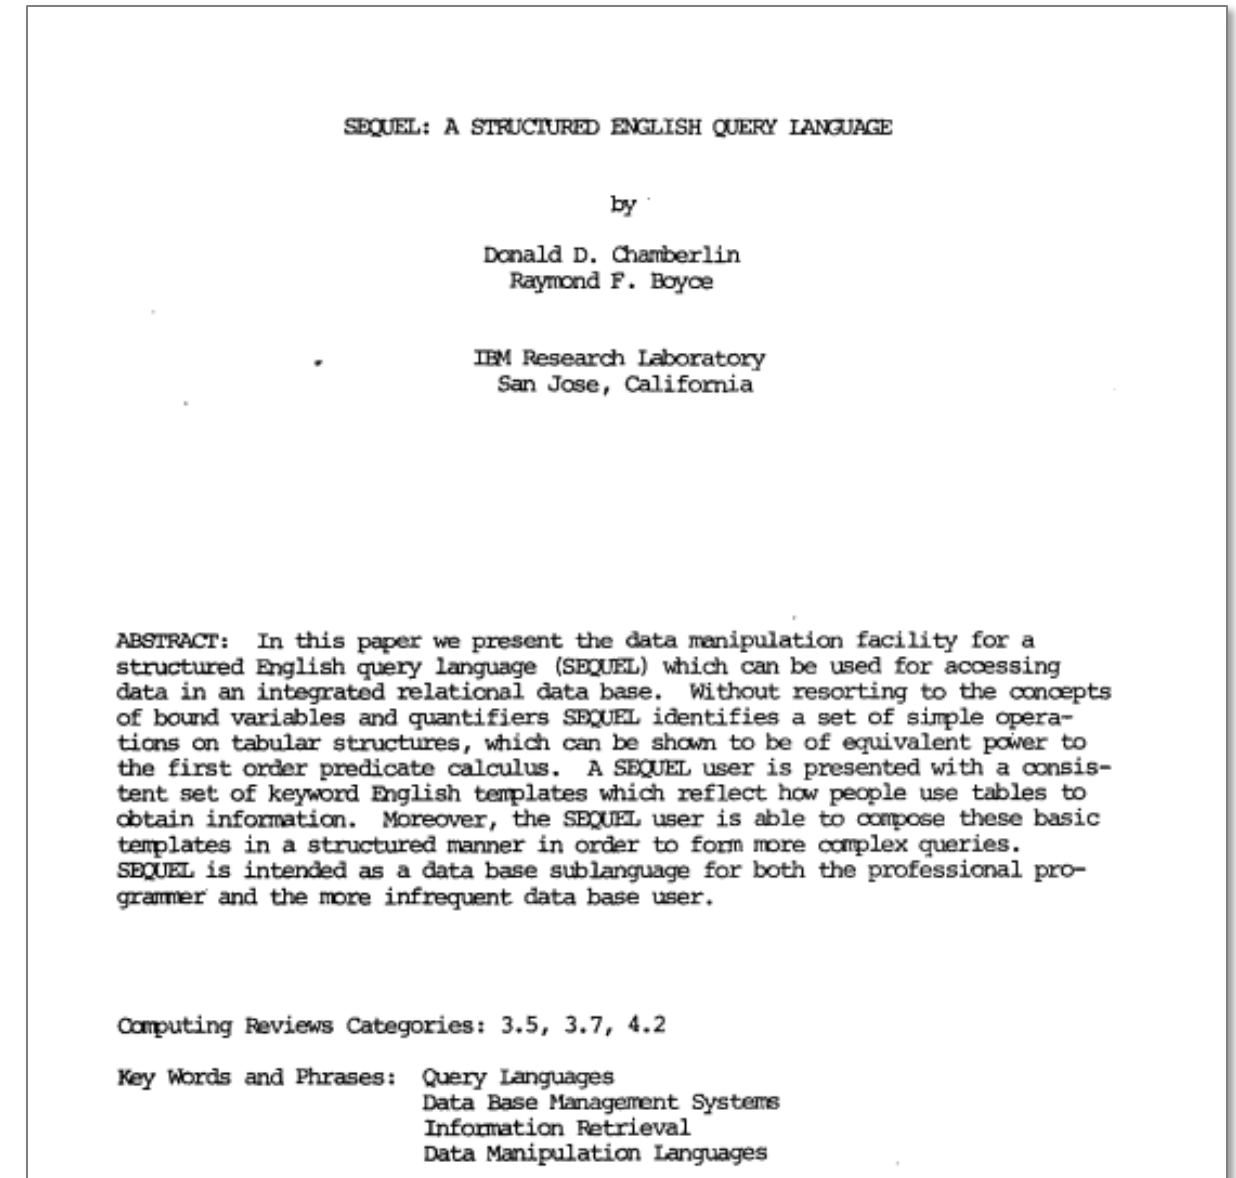 SEQUEL: A STRUCTURED ENGLISH QUERY LANGUAGE
by
Donald D. Chamberlin
Raymond F. Boyce
IBM Research Laboratory
San Jose, California
ABSTRACT: In this paper we present the data manipulation facility for a
structured English query language (SEQUEL) which can be used for accessing
data in an integrated relational data base. Without resorting to the concepts
of bound variables and quantifiers SEQUEL identifies a set of simple opera-
tions on tabular structures, which can be shown to be of equivalent power to
the first order predicate calculus. A SEQUEL user is presented with a consis-
tent set of keyword English templates which reflect how people use tables to
obtain information. Moreover, the SEQUEL user is able to compose these basic
templates in a structured manner in order to form more complex queries.
SEQUEL is intended as a data base sublanguage for both the professional pro-
grammer and the more infrequent data base user.
Computing Reviews Categories: 3.5, 3.7, 4.2
Key Words and Phrases: Query Languages
Data Base Management Systems
Information Retrieval
Data Manipulation Languages